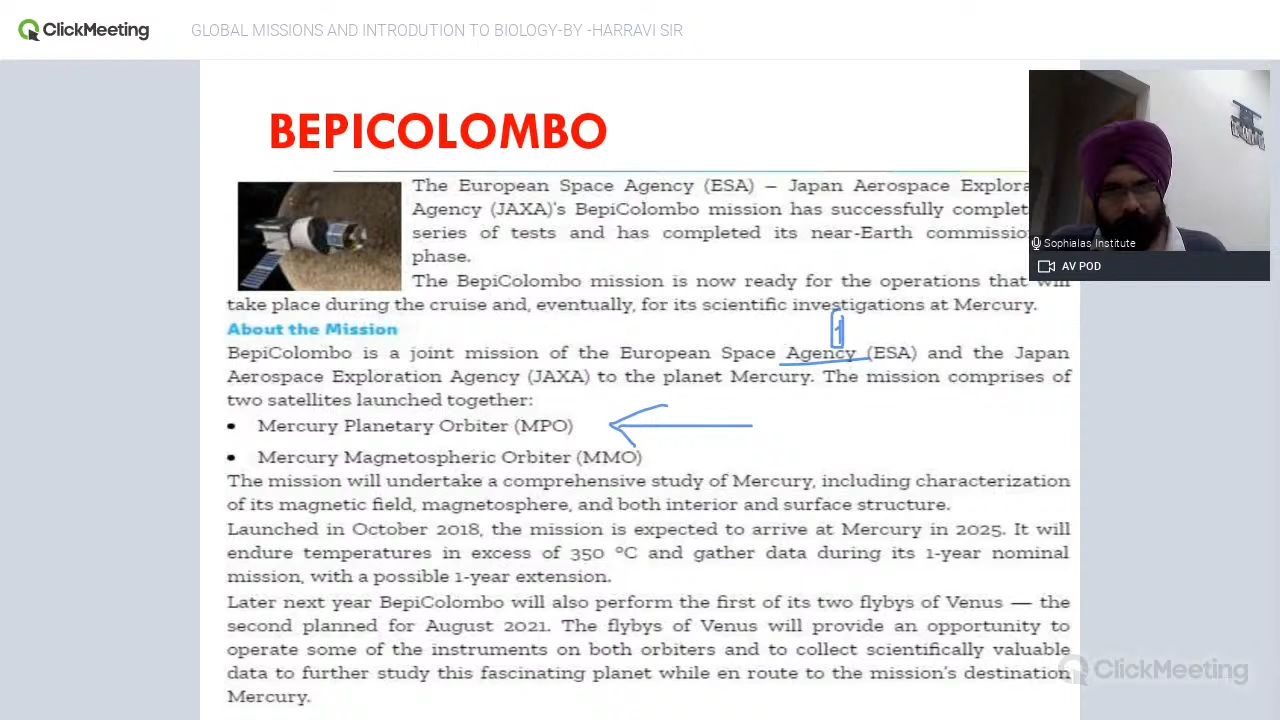 ClickMeeting
GLOBAL MISSIONS AND INTRODUTION TO BIOLOGY-BY -HARRAVI SIR
BEPICOLOMBO
The European Space Agency (ESA) – Japan Aerospace Explora
Agency (JAXA)'s BepiColombo mission has successfully complet
series of tests and has completed its near-Earth commissio
phase.
The BepiColombo mission is now ready for the operations that will
take place during the cruise and, eventually, for its scientific investigations at Mercury.
About the Mission
1
BepiColombo is a joint mission of the European Space Agency (ESA) and the Japan
Aerospace Exploration Agency (JAXA) to the planet Mercury. The mission comprises of
two satellites launched together:
• Mercury Planetary Orbiter (MPO)
• Mercury Magnetospheric Orbiter (MMO)
The mission will undertake a comprehensive study of Mercury, including characterization
of its magnetic field, magnetosphere, and both interior and surface structure.
Launched in October 2018, the mission is expected to arrive at Mercury in 2025. It will
endure temperatures in excess of 350 °C and gather data during its 1-year nominal
mission, with a possible 1-year extension.
Later next year BepiColombo will also perform the first of its two flybys of Venus — the
second planned for August 2021. The flybys of Venus will provide an opportunity to
operate some of the instruments on both orbiters and to collect scientifically valuable
data to further study this fascinating planet while en route to the mission's destination
Mercury.
Sophialas Institute
AV POD
ClickMeeting